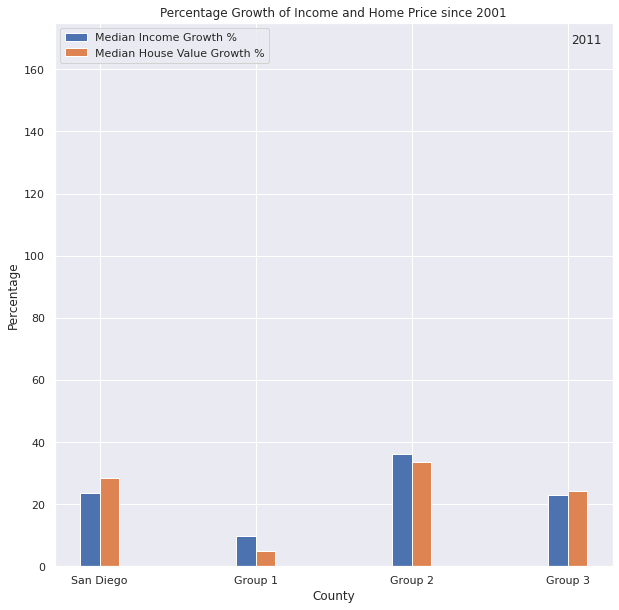 Percentage Growth of Income and Home Price since 2001
Median Income Growth %
Median House Value Growth %
2011
160
140
120
100
80
60
40
20
0
Percentage
San Diego
Group 1
Group 2
Group 3
County